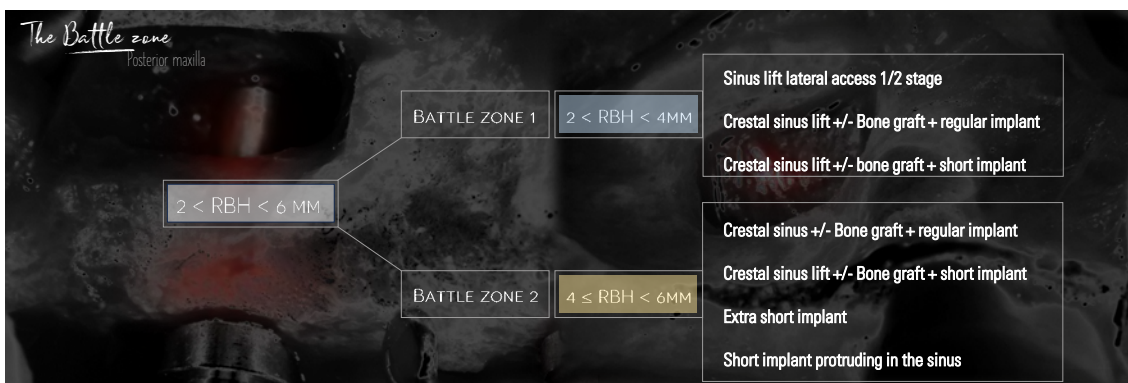 The Battle zone
Posterior maxilla
2 < RBH < 6 MM
BATTLE ZONE 1
2 < RBH < 4MM
Sinus lift lateral access 1/2 stage
Crestal sinus lift +/- Bone graft + regular implant
Crestal sinus lift +/- bone graft + short implant
BATTLE ZONE 2
4 ≤ RBH < 6MM
Crestal sinus +/- Bone graft + regular implant
Crestal sinus lift +/- Bone graft + short implant
Extra short implant
Short implant protruding in the sinus